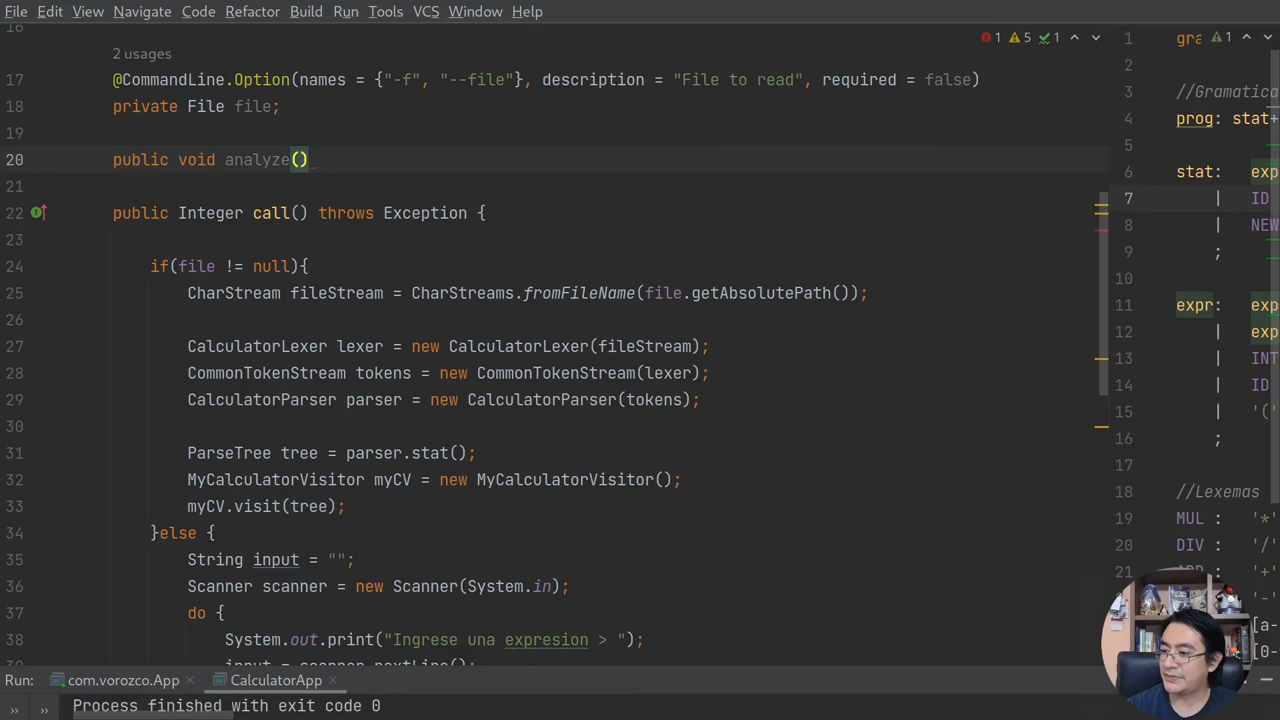 File Edit View Navigate Code Refactor Build Run Tools VCS Window Help
16
2 usages
1 5 1
17 @CommandLine.Option(names = {"-f", "--file"}, description = "File to read", required = false)
18 private File file;
19
20 public void analyze()
21
22 public Integer call() throws Exception {
23
24 if(file != null){
25 CharStream fileStream = CharStreams.fromFileName(file.getAbsolutePath());
26
27 CalculatorLexer lexer = new CalculatorLexer(fileStream);
28 CommonTokenStream tokens = new CommonTokenStream(lexer);
29 CalculatorParser parser = new CalculatorParser(tokens);
30
31 ParseTree tree = parser.stat();
32 MyCalculatorVisitor myCV = new MyCalculatorVisitor();
33 myCV.visit(tree);
34 }else {
35 String input = "";
36 Scanner scanner = new Scanner(System.in);
37 do {
38 System.out.print("Ingrese una expresion > ");
input = scanner.nextLine();
1 gra 1
2
3 //Gramatica
4 prog: stat+
5
6 stat: exp
7 | ID
8 | NEW
9 ;
10
11 expr: exp
12 | exp
13 | INT
14 | ID
15 | '('
16 ;
17
18 //Lexemas
19 MUL : '*'
20 DIV : '/'
21
[a-
[0-
Run: com.vorozco.App CalculatorApp
Process finished with exit code 0